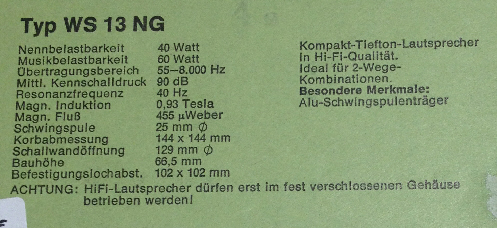 Typ WS 13 NG
Nennbelastbarkeit 40 Watt
Musikbelastbarkeit 60 Watt
Übertragungsbereich 55—8.000 Hz
Mittl. Kennschalldruck 90 dB
Resonanzfrequenz 40 Hz
Magn. Induktion 0,93 Tesla
Magn. Fluß 455 µWeber
Schwingspule 25 mm Ø
Korbabmessung 144 x 144 mm
Schallwandöffnung 129 mm Ø
Bauhöhe 66,5 mm
Befestigungslochabst. 102 x 102 mm
Kompakt-Tiefton-Lautsprecher
In Hi-Fi-Qualität.
Ideal für 2-Wege-
Kombinationen.
Besondere Merkmale:
Alu-Schwingspulenträger
ACHTUNG: HiFi-Lautsprecher dürfen erst im fest verschlossenen Gehäuse
betrieben werden!
€